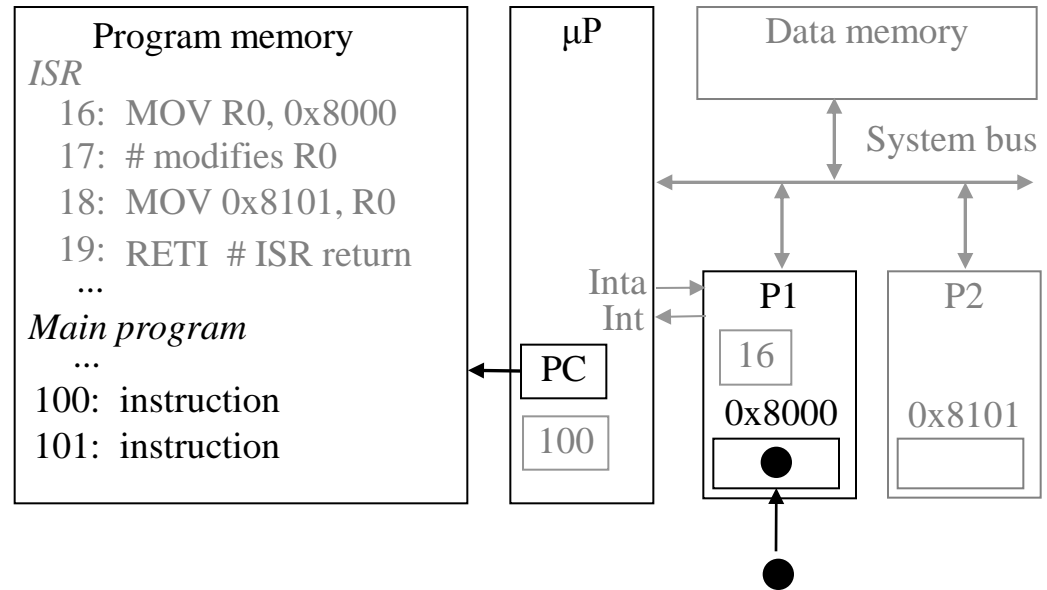 Program memory
ISR
16: MOV R0, 0x8000
17: # modifies R0
18: MOV 0x8101, R0
19: RETI # ISR return
...
Main program
...
100: instruction
101: instruction
μP
Inta
Int
PC
100
Data memory
System bus
P1
16
0x8000
P2
0x8101